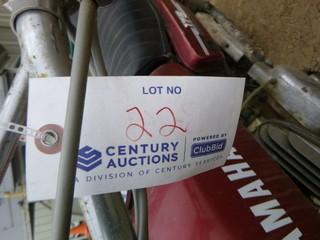 LOT NO
22
CENTURY
AUCTIONS
POWERED BY
ClubBid
A DIVISION OF CENTURY SERVICES
YAMAHA